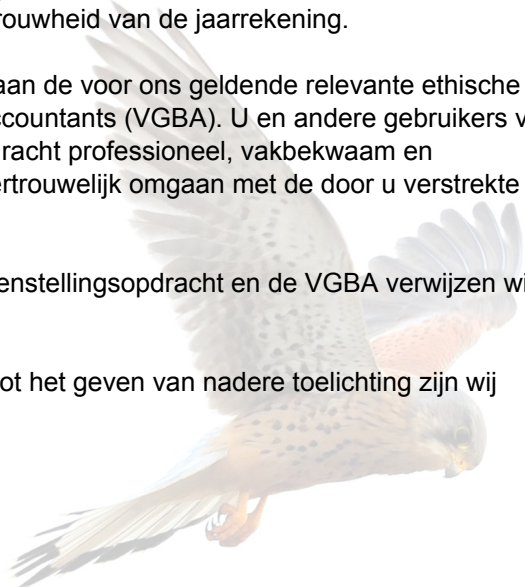 rouwheid van de jaarrekening.
aan de voor ons geldende relevante ethische
ccountants (VGBA). U en andere gebruikers v
racht professioneel, vakbekwaam en
ertrouwelijk omgaan met de door u verstrekte
enstellingsopdracht en de VGBA verwijzen wi
ot het geven van nadere toelichting zijn wij